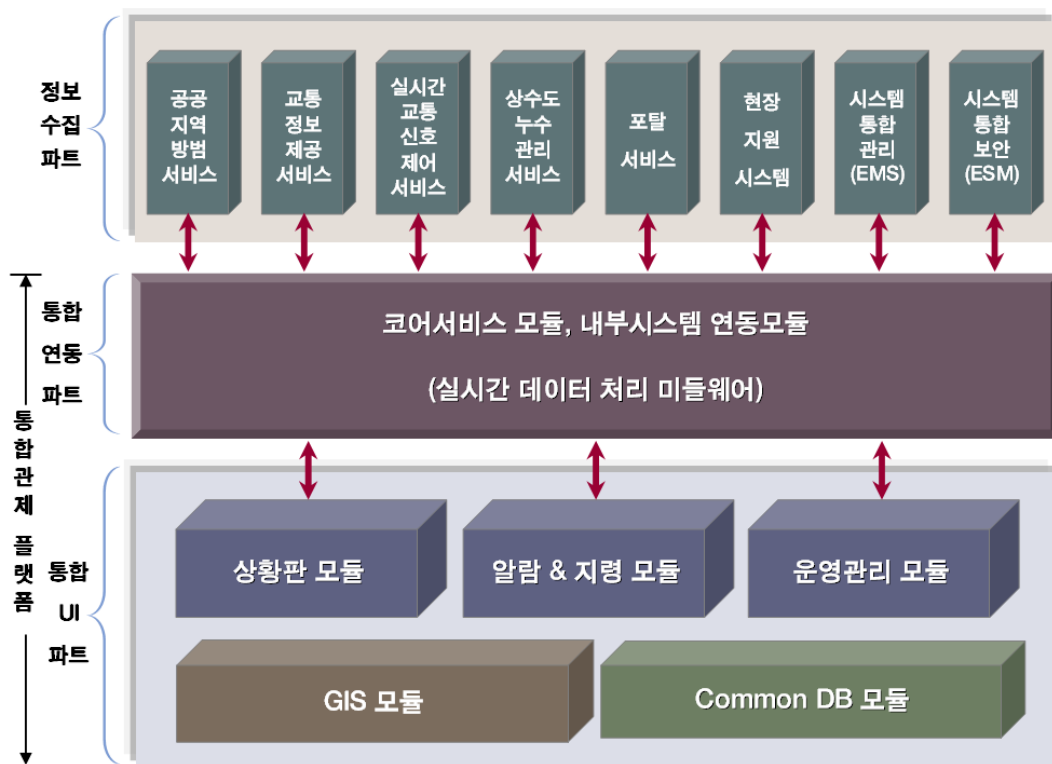 정보
수집
파트
공공
지역
방범
서비스
교통
정보
제공
서비스
실시간
교통
신호
제어
서비스
상수도
누수
관리
서비스
포탈
서비스
현장
지원
시스템
시스템
통합
관리
(EMS)
시스템
통합
보안
(ESM)
통합관제 플랫폼
통합
연동
파트
코어서비스 모듈, 내부시스템 연동모듈
(실시간 데이터 처리 미들웨어)
통합
UI
파트
상황판 모듈
알람 & 지령 모듈
운영관리 모듈
GIS 모듈
Common DB 모듈